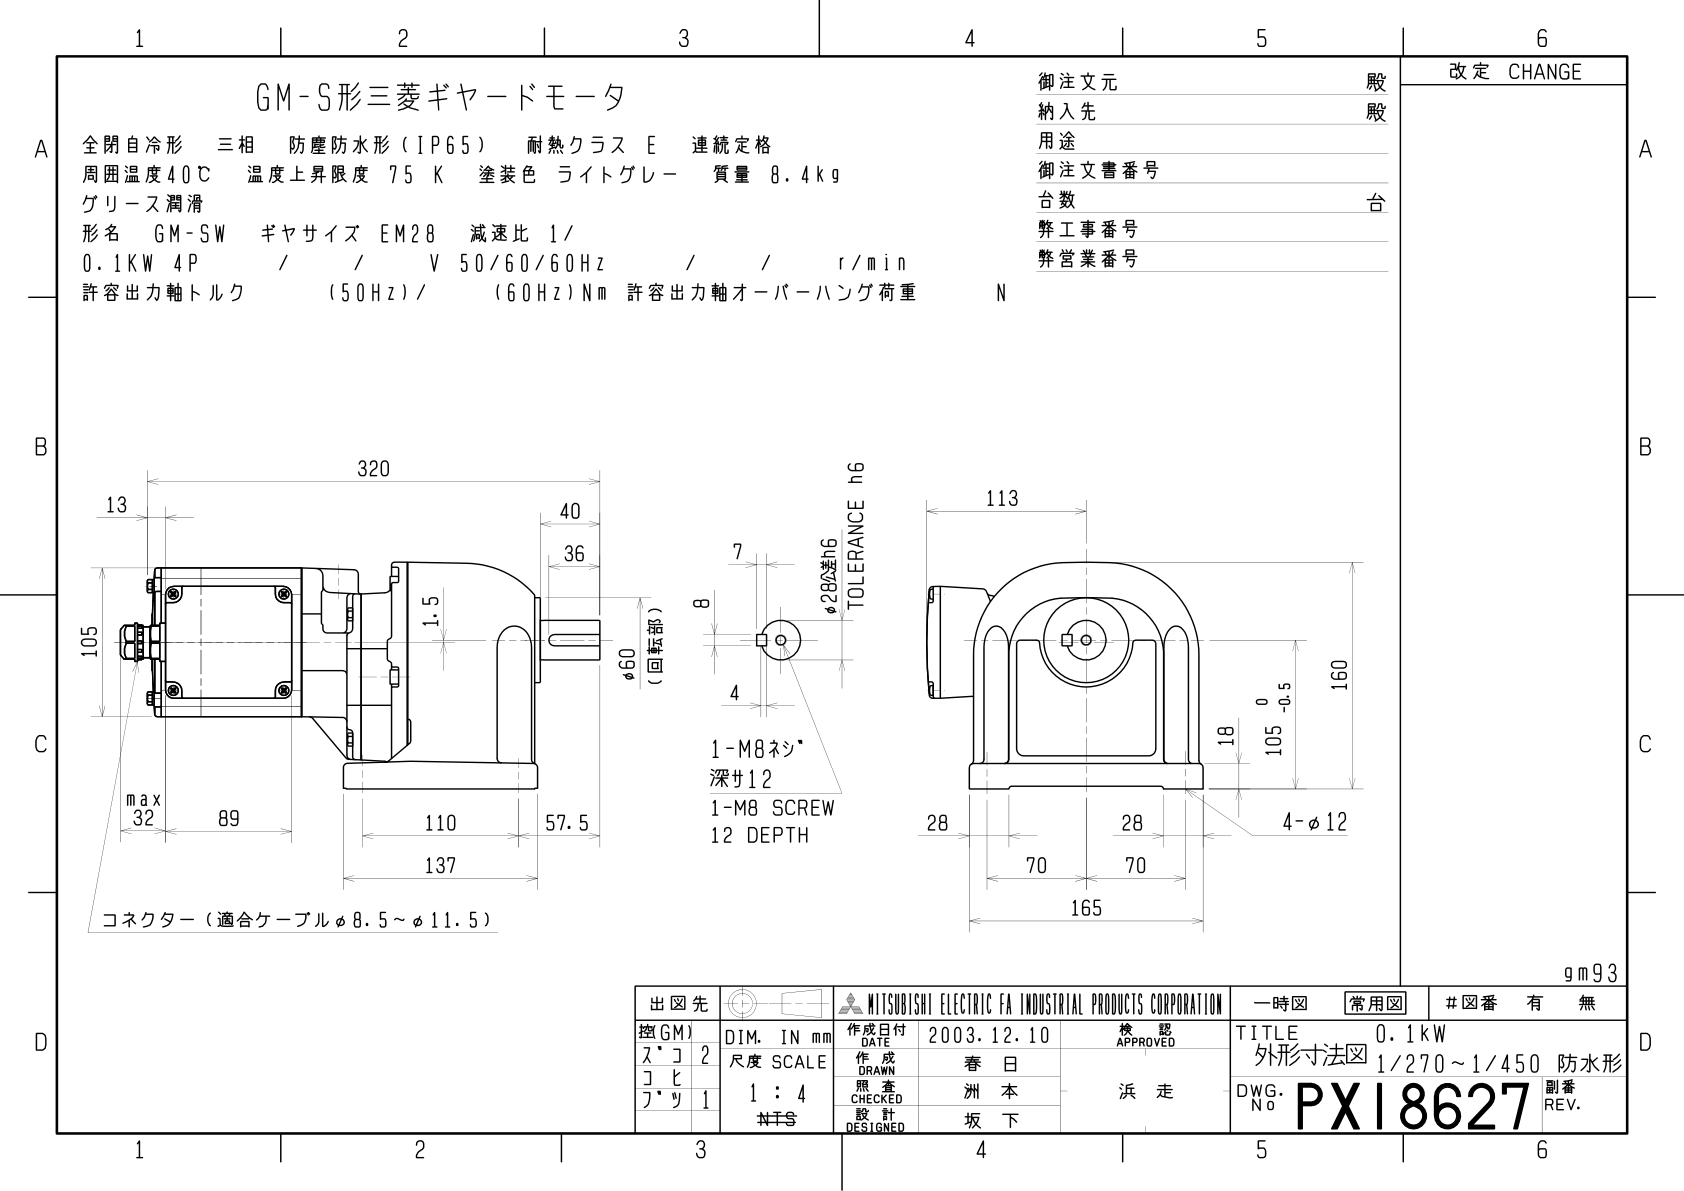 1 2 3 4 5 6
改定 CHANGE
GM-S形三菱ギヤードモータ
全閉自冷形 三相 防塵防水形(IP65) 耐熱クラス E 連続定格
周囲温度40℃ 温度上昇限度 75 K 塗装色 ライトグレー 質量 8.4kg
グリース潤滑
形名 GM-SW ギヤサイズ EM28 減速比 1/
0.1KW 4P / / V 50/60/60Hz / / r/min
許容出力軸トルク (50Hz)/ (60Hz)Nm 許容出力軸オーバーハング荷重 N
御注文元 殿
納入先 殿
用途
御注文書番号
台数 台
弊工事番号
弊営業番号
A A
B B
C C
D D
320
13
40
36
105
1.5
φ60
(回転部)
max
32
89
110
57.5
137
コネクター(適合ケーブルφ8.5~φ11.5)
7
8
4
φ28公差h6
TOLERANCE h6
1-M8ネジ
深サ12
1-M8 SCREW
12 DEPTH
113
160
18
105 0 -0.5
28
28
4-φ12
70
70
165
gm93
出図先
控(GM)
ズコ 2
コヒ
ブツ 1
DIM. IN mm
尺度 SCALE
1 : 4
NTS
MITSUBISHI ELECTRIC FA INDUSTRIAL PRODUCTS CORPORATION
作成日付 DATE 2003.12.10
作成 DRAWN 春日
照査 CHECKED 洲本
設計 DESIGNED 坂下
検認 APPROVED
浜走
一時図 常用図 #図番 有 無
TITLE 0.1kW
外形寸法図 1/270~1/450 防水形
DWG. No PX18627 副番 REV.
1 2 3 4 5 6